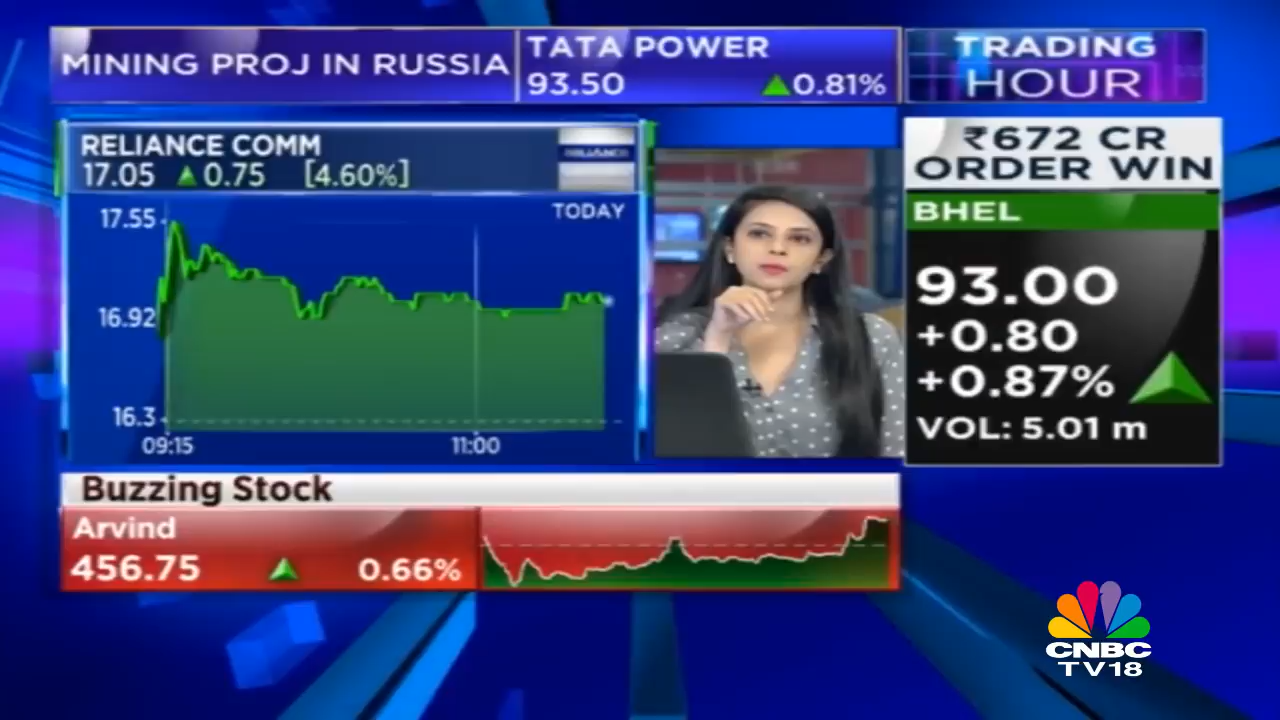 MINING PROJ IN RUSSIA
TATA POWER
93.50 ▲0.81%
TRADING
HOUR
RELIANCE COMM
17.05 ▲ 0.75 [4.60%]
RELIANCE
TODAY
17.55
16.92
16.3
09:15 11:00
₹672 CR
ORDER WIN
BHEL
93.00
+0.80
+0.87%
VOL: 5.01 m
Buzzing Stock
Arvind
456.75 ▲ 0.66%
CNBC
TV18